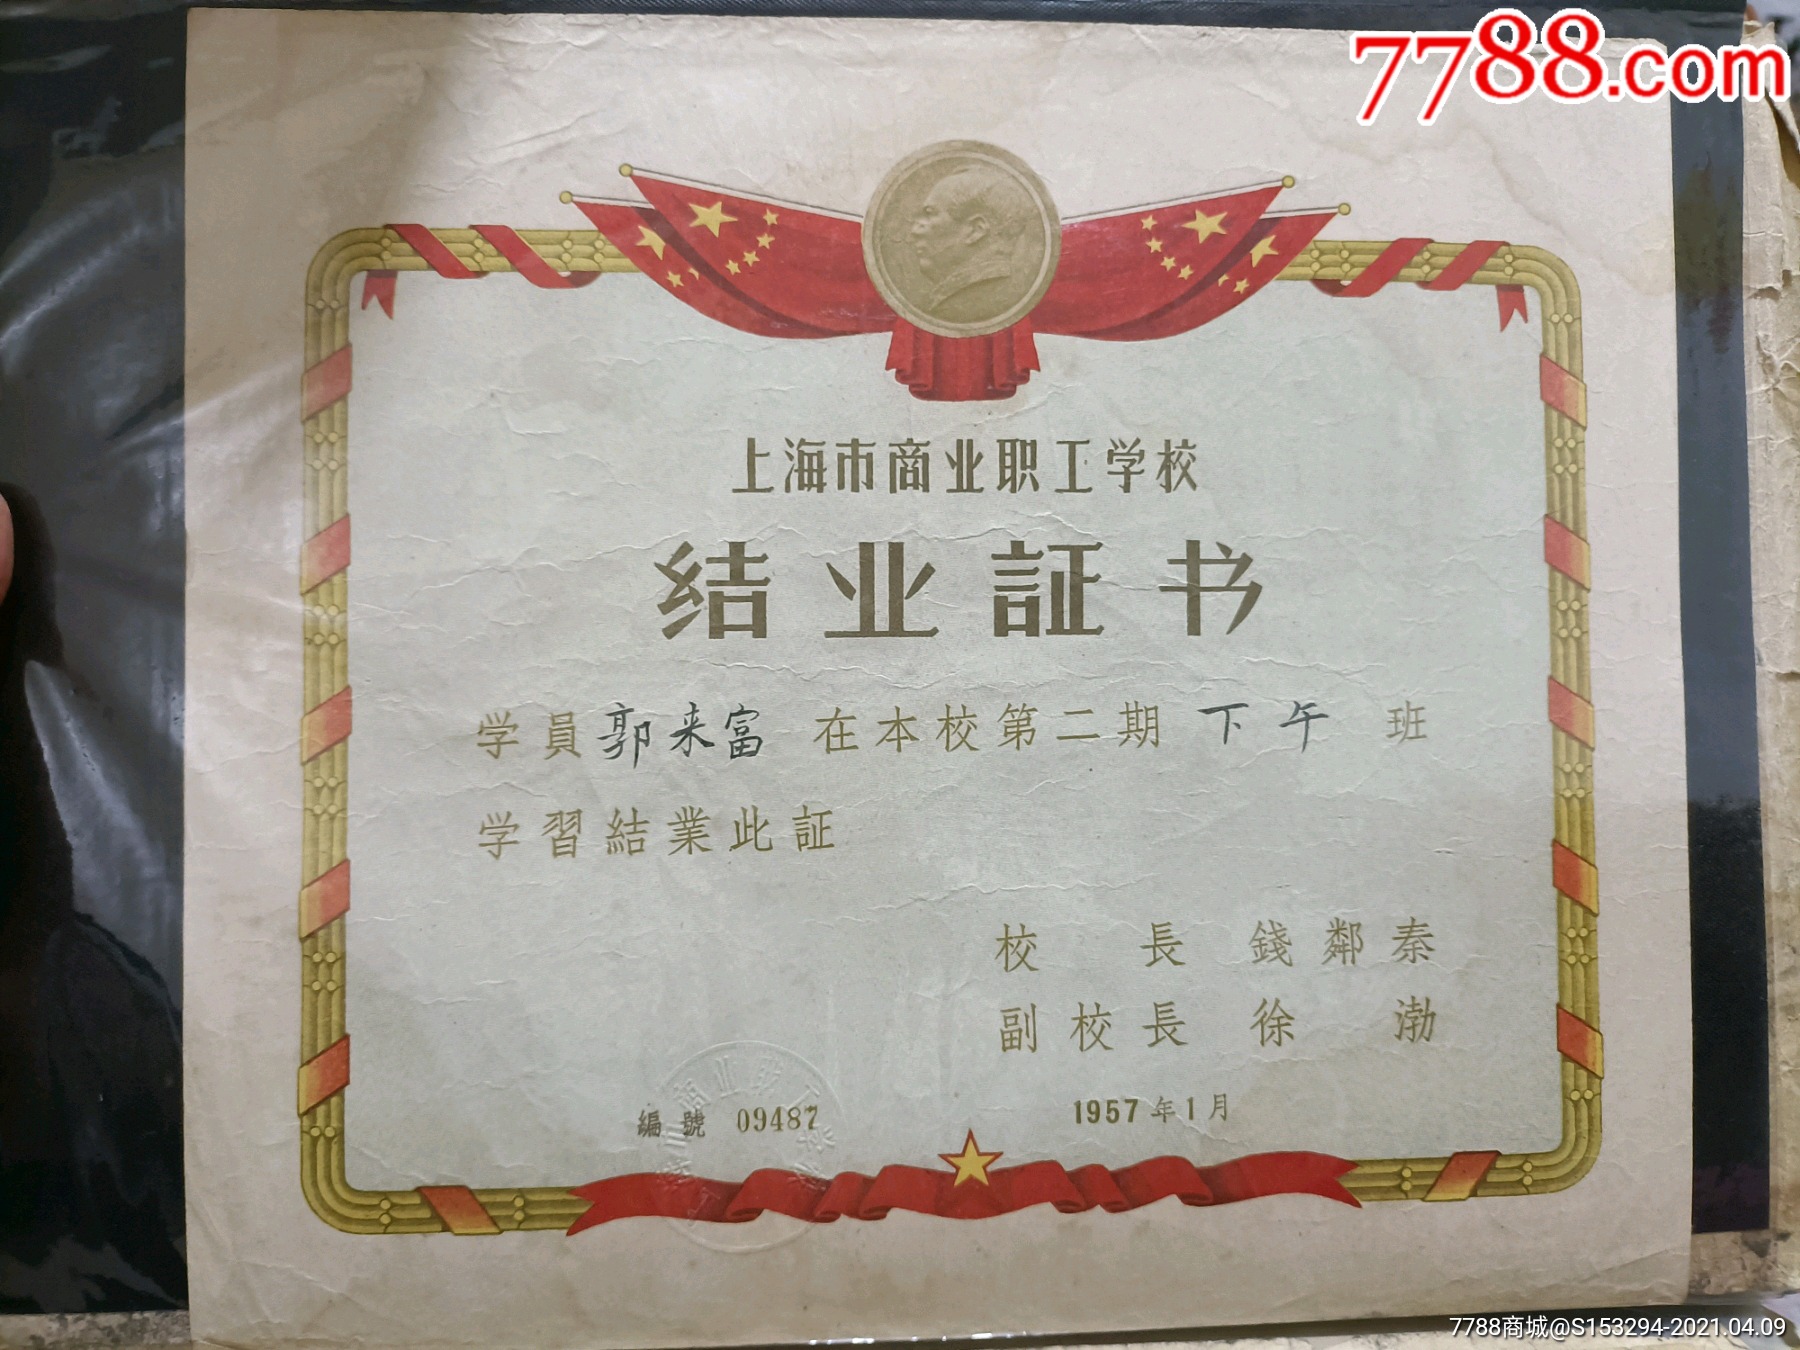 7788.com
上海市商业职工学校
结业証书
学員郭来富 在本校第二期 下午 班
学習結業此証
校 長 錢鄰秦
副校長 徐 渤
編號 09487
1957年1月
7788商城@S153294-2021.04.09